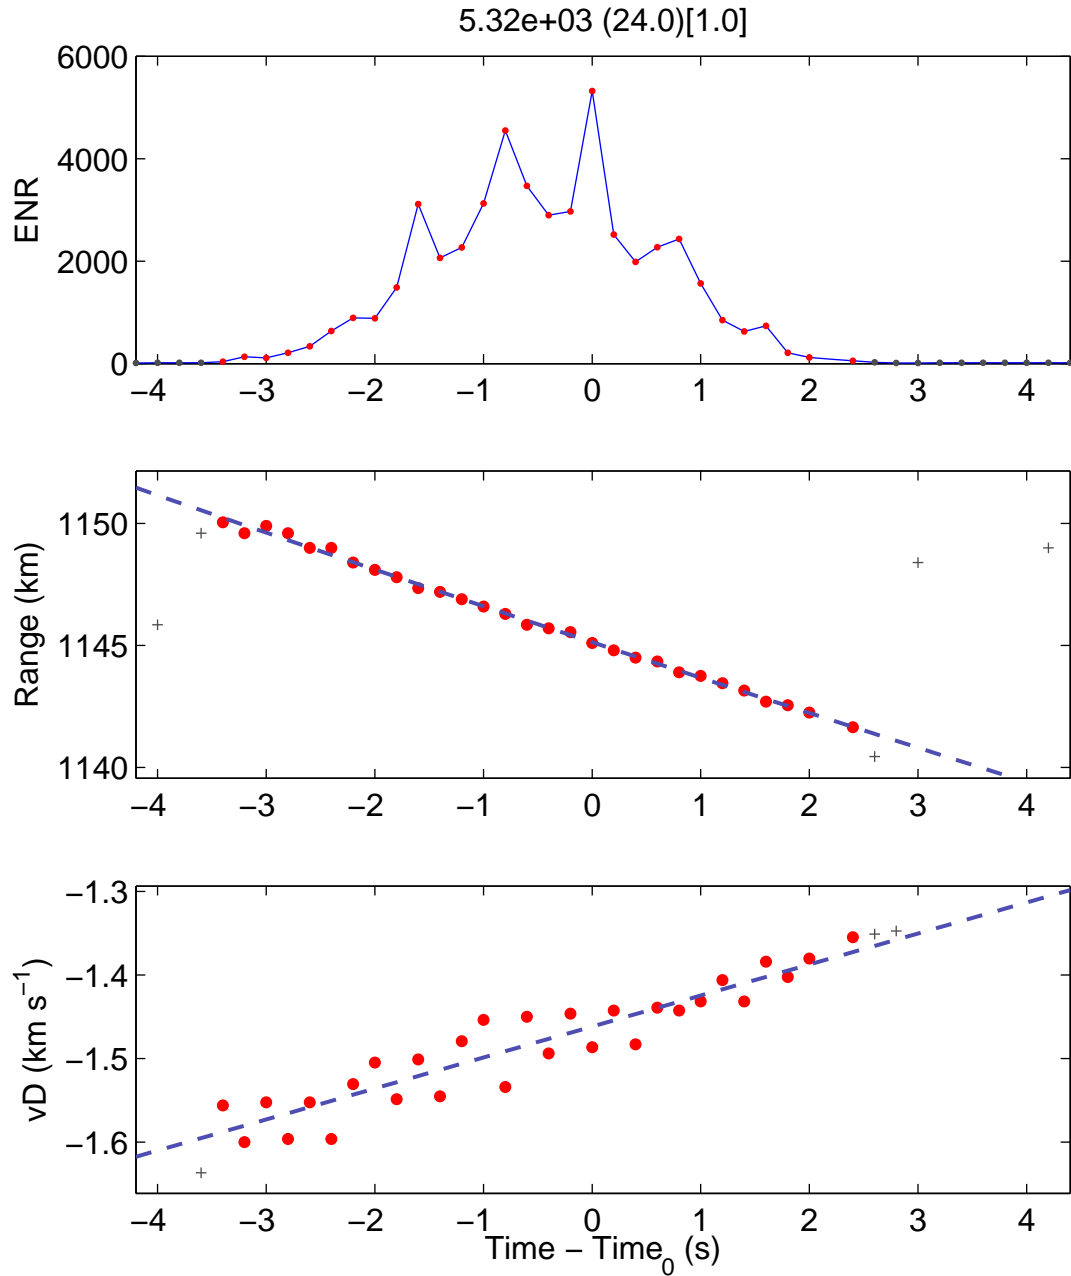 5.32e+03 (24.0)[1.0]
6000
4000
2000
0
ENR
−4 −3 −2 −1 0 1 2 3 4
1150
1145
1140
Range (km)
−4 −3 −2 −1 0 1 2 3 4
−1.3
−1.4
−1.5
−1.6
vD (km s−1)
−4 −3 −2 −1 0 1 2 3 4
Time − Time0 (s)